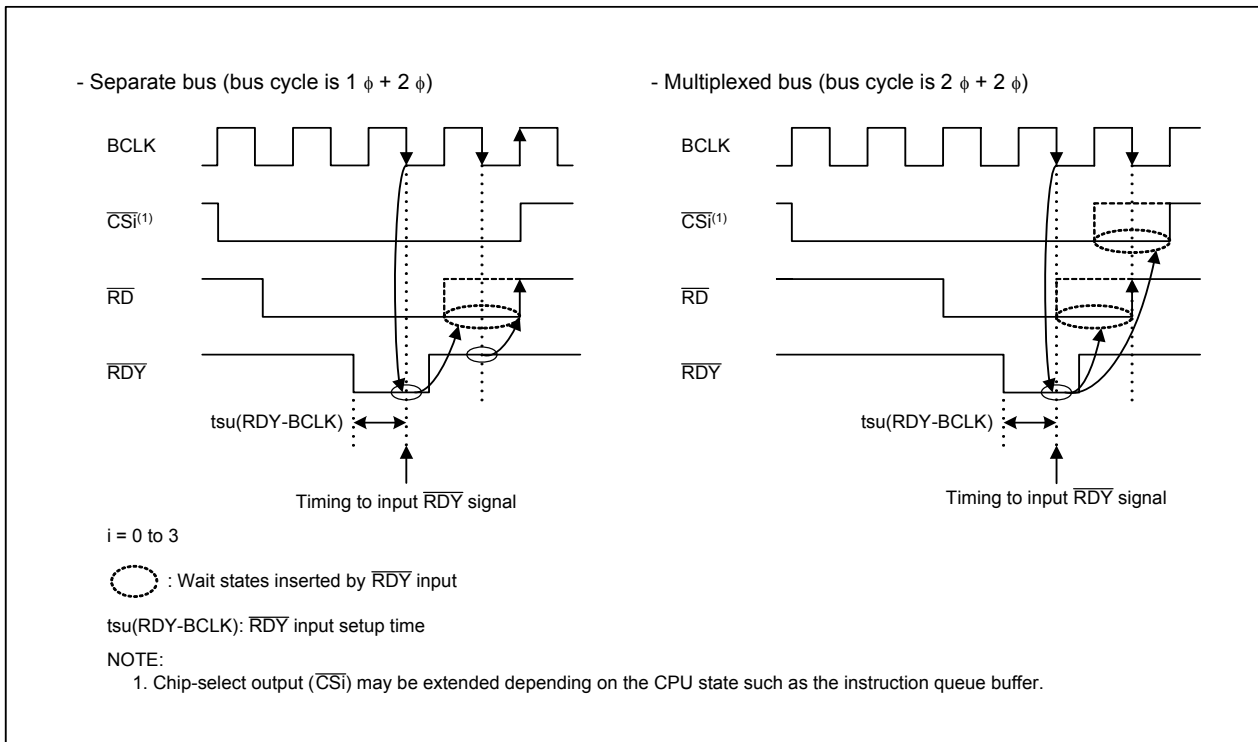 - Separate bus (bus cycle is 1 ϕ + 2 ϕ)
BCLK
CSi(1)
RD
RDY
tsu(RDY-BCLK)
Timing to input RDY signal
- Multiplexed bus (bus cycle is 2 ϕ + 2 ϕ)
BCLK
CSi(1)
RD
RDY
tsu(RDY-BCLK)
Timing to input RDY signal
i = 0 to 3
: Wait states inserted by RDY input
tsu(RDY-BCLK): RDY input setup time
NOTE:
1. Chip-select output (CSi) may be extended depending on the CPU state such as the instruction queue buffer.